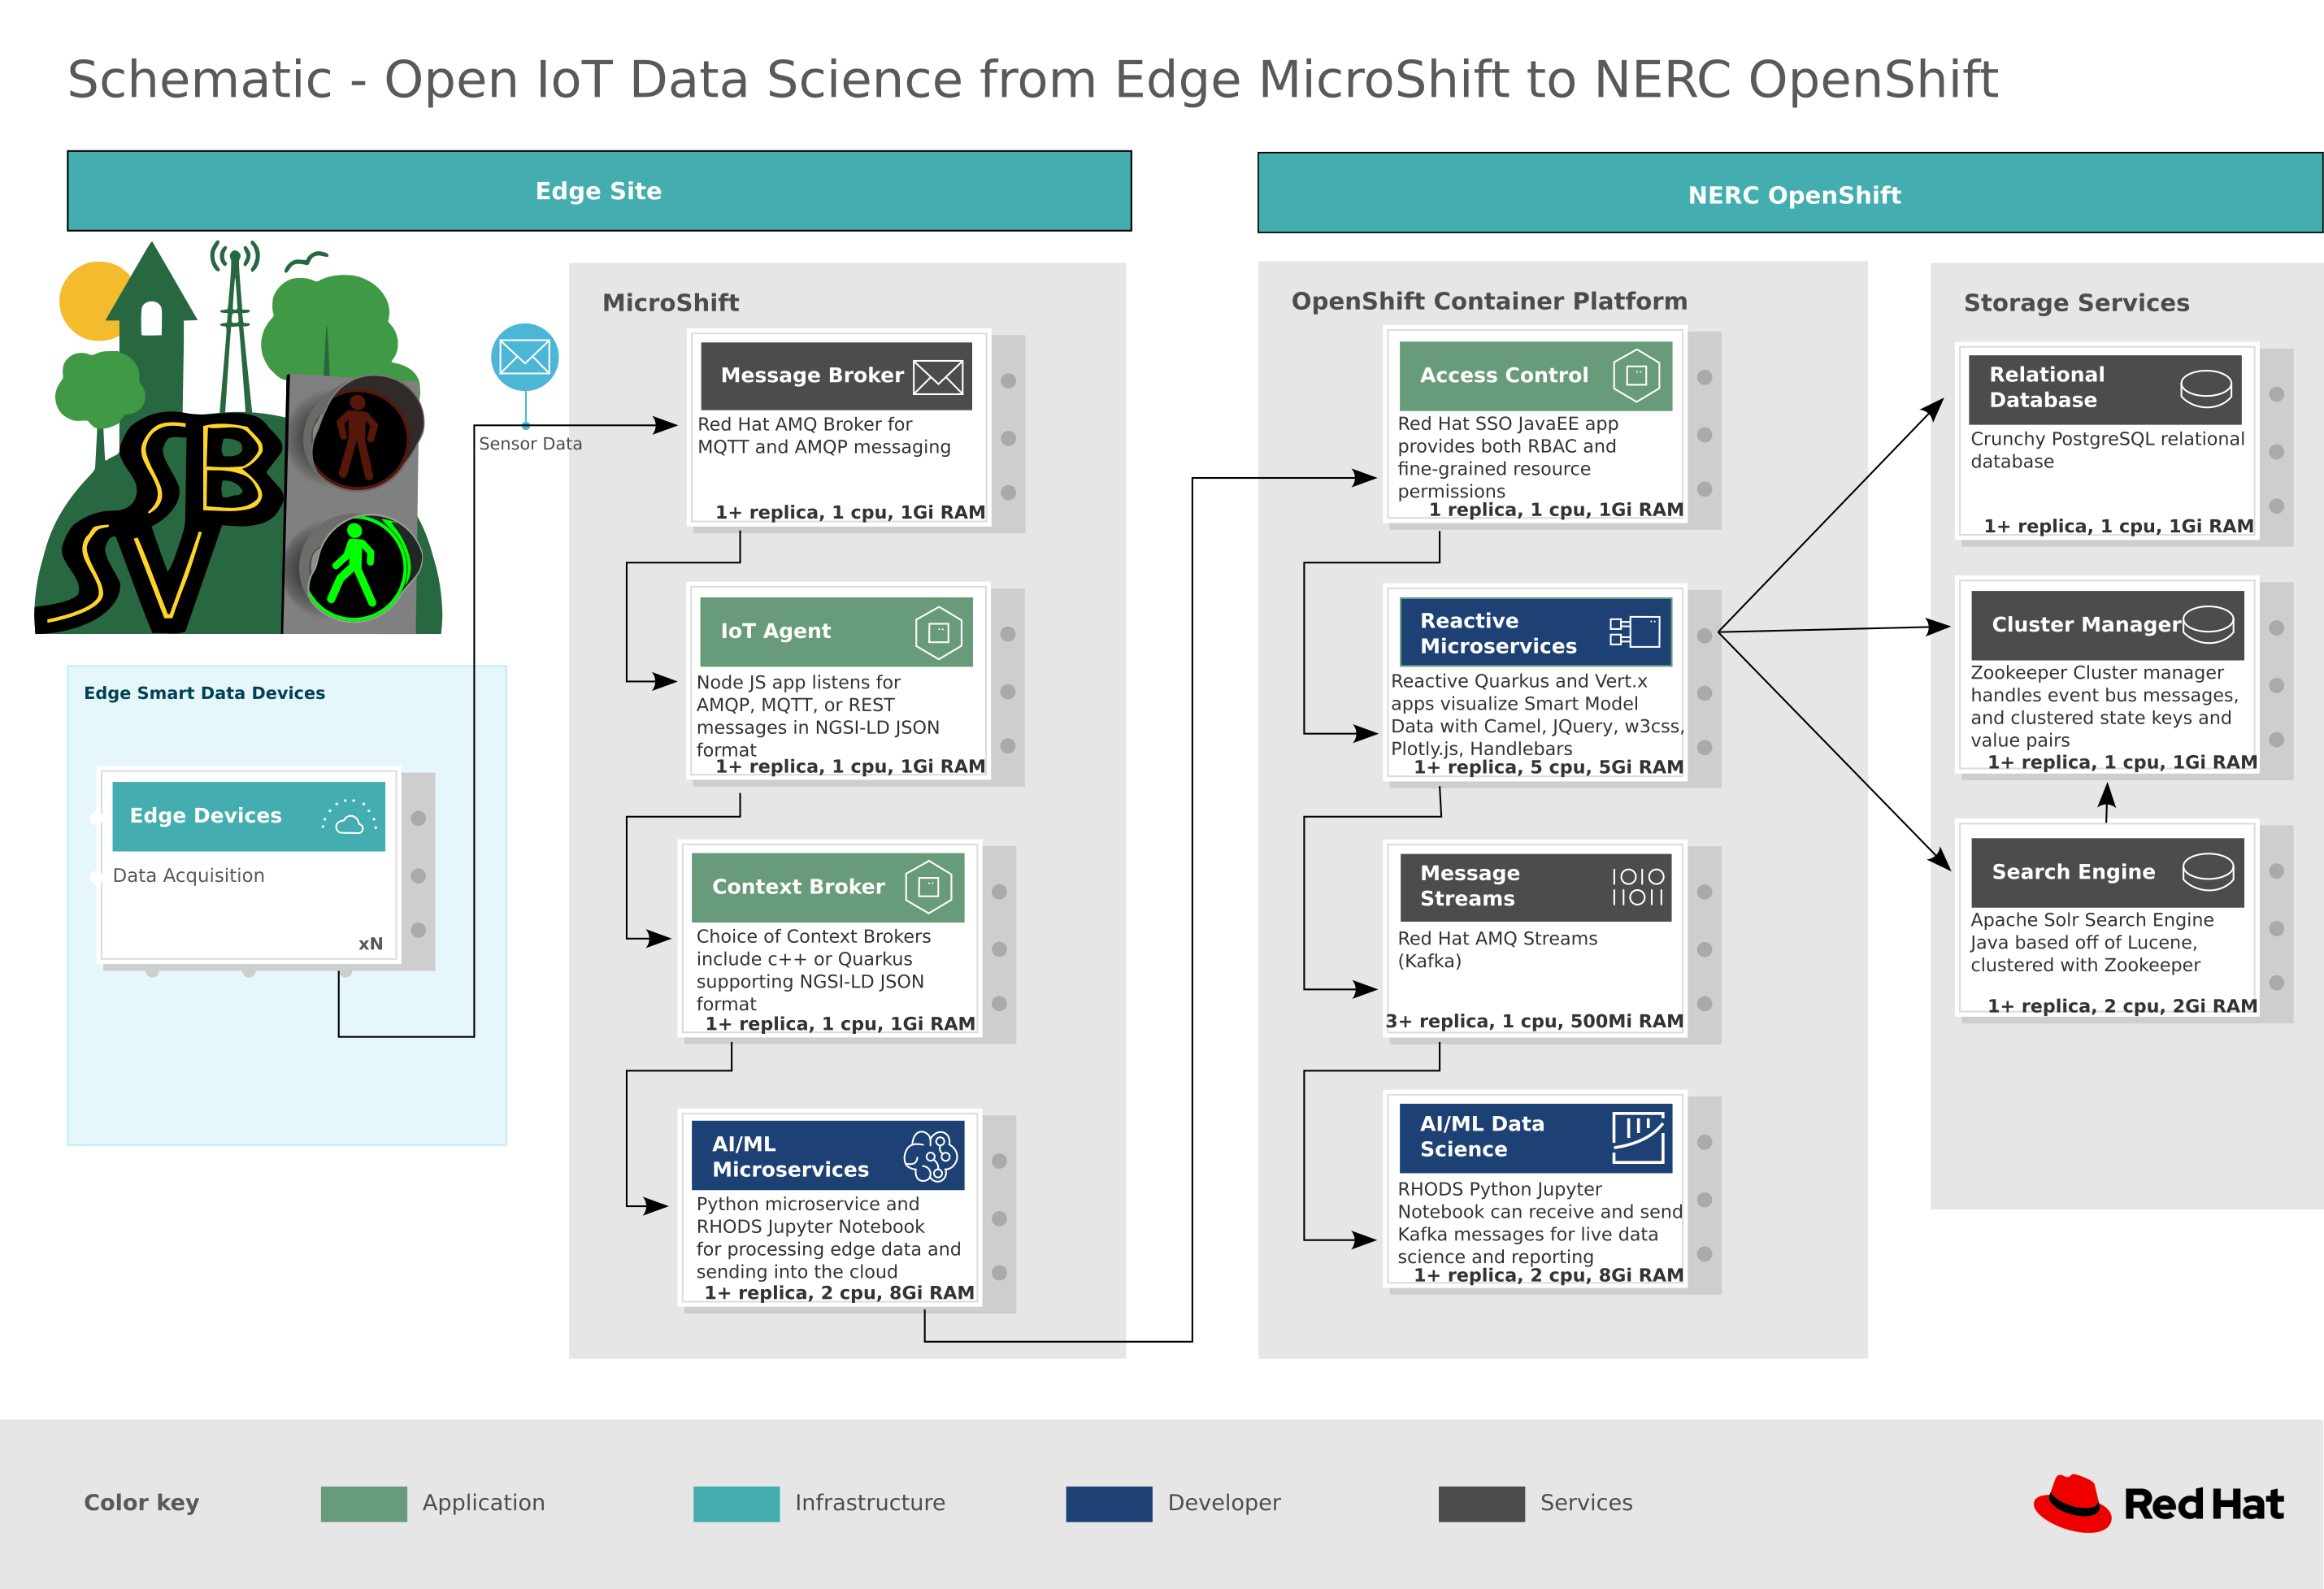 Schematic - Open IoT Data Science from Edge MicroShift to NERC OpenShift
Edge Site
NERC OpenShift
SB
SV
Edge Smart Data Devices
Edge Devices
Data Acquisition
xN
Sensor Data
MicroShift
Message Broker
Red Hat AMQ Broker for
MQTT and AMQP messaging
1+ replica, 1 cpu, 1Gi RAM
IoT Agent
Node JS app listens for
AMQP, MQTT, or REST
messages in NGSI-LD JSON
format
1+ replica, 1 cpu, 1Gi RAM
Context Broker
Choice of Context Brokers
include c++ or Quarkus
supporting NGSI-LD JSON
format
1+ replica, 1 cpu, 1Gi RAM
AI/ML
Microservices
Python microservice and
RHODS Jupyter Notebook
for processing edge data and
sending into the cloud
1+ replica, 2 cpu, 8Gi RAM
OpenShift Container Platform
Access Control
Red Hat SSO JavaEE app
provides both RBAC and
fine-grained resource
permissions
1 replica, 1 cpu, 1Gi RAM
Reactive
Microservices
Reactive Quarkus and Vert.x
apps visualize Smart Model
Data with Camel, JQuery, w3css,
Plotly.js, Handlebars
1+ replica, 5 cpu, 5Gi RAM
Message
Streams
IOIO
IIOII
Red Hat AMQ Streams
(Kafka)
3+ replica, 1 cpu, 500Mi RAM
AI/ML Data
Science
RHODS Python Jupyter
Notebook can receive and send
Kafka messages for live data
science and reporting
1+ replica, 2 cpu, 8Gi RAM
Storage Services
Relational
Database
Crunchy PostgreSQL relational
database
1+ replica, 1 cpu, 1Gi RAM
Cluster Manager
Zookeeper Cluster manager
handles event bus messages,
and clustered state keys and
value pairs
1+ replica, 1 cpu, 1Gi RAM
Search Engine
Apache Solr Search Engine
Java based off of Lucene,
clustered with Zookeeper
1+ replica, 2 cpu, 2Gi RAM
Color key
Application
Infrastructure
Developer
Services
Red Hat